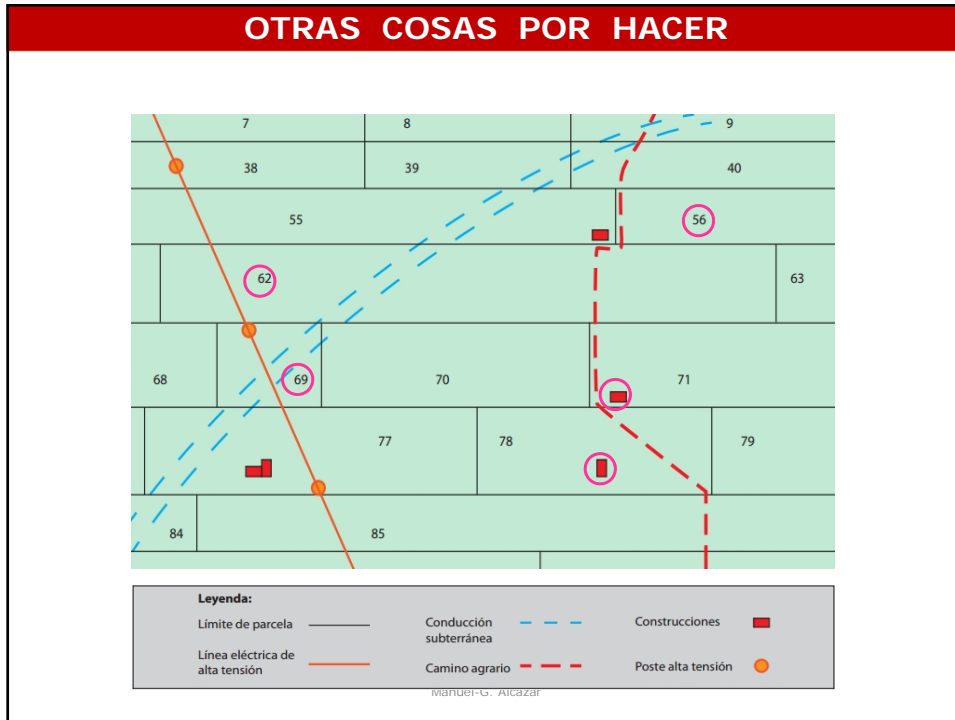 OTRAS COSAS POR HACER
7 8 9
38 39 40
55 56
62 63
68 69 70 71
77 78 79
84 85
Leyenda:
Límite de parcela
Línea eléctrica de
alta tensión
Conducción
subterránea
Camino agrario
Construcciones
Poste alta tensión
Manuel-G. Alcázar